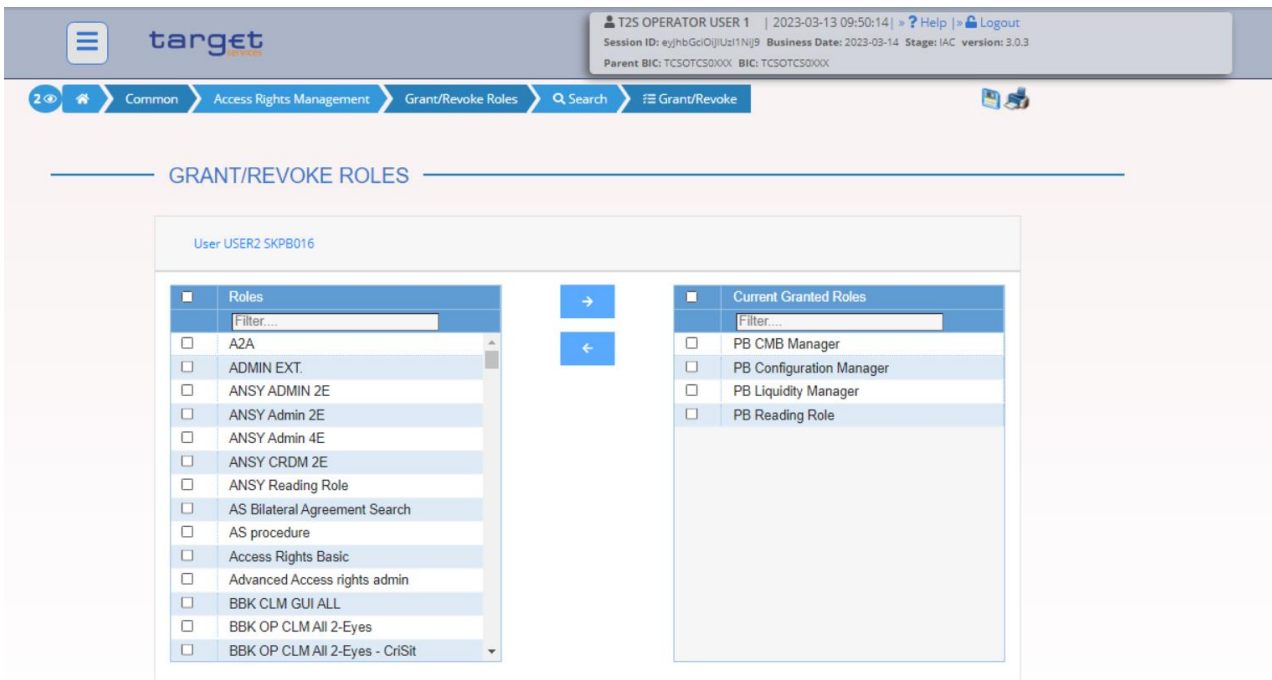 T2S OPERATOR USER 1 | 2023-03-13 09:50:14| » ? Help |» Logout
target
services
Session ID: eyJhbGciOiJIUzI1NiJ9 Business Date: 2023-03-14 Stage: IAC version: 3.0.3
Parent BIC: TCSOTCS0XXX BIC: TCSOTCS0XXX
2 Common Access Rights Management Grant/Revoke Roles Search Grant/Revoke
GRANT/REVOKE ROLES
User USER2 SKPB016
Roles
Filter....
A2A
ADMIN EXT.
ANSY ADMIN 2E
ANSY Admin 2E
ANSY Admin 4E
ANSY CRDM 2E
ANSY Reading Role
AS Bilateral Agreement Search
AS procedure
Access Rights Basic
Advanced Access rights admin
BBK CLM GUI ALL
BBK OP CLM All 2-Eyes
BBK OP CLM All 2-Eyes - CriSit
Current Granted Roles
Filter....
PB CMB Manager
PB Configuration Manager
PB Liquidity Manager
PB Reading Role